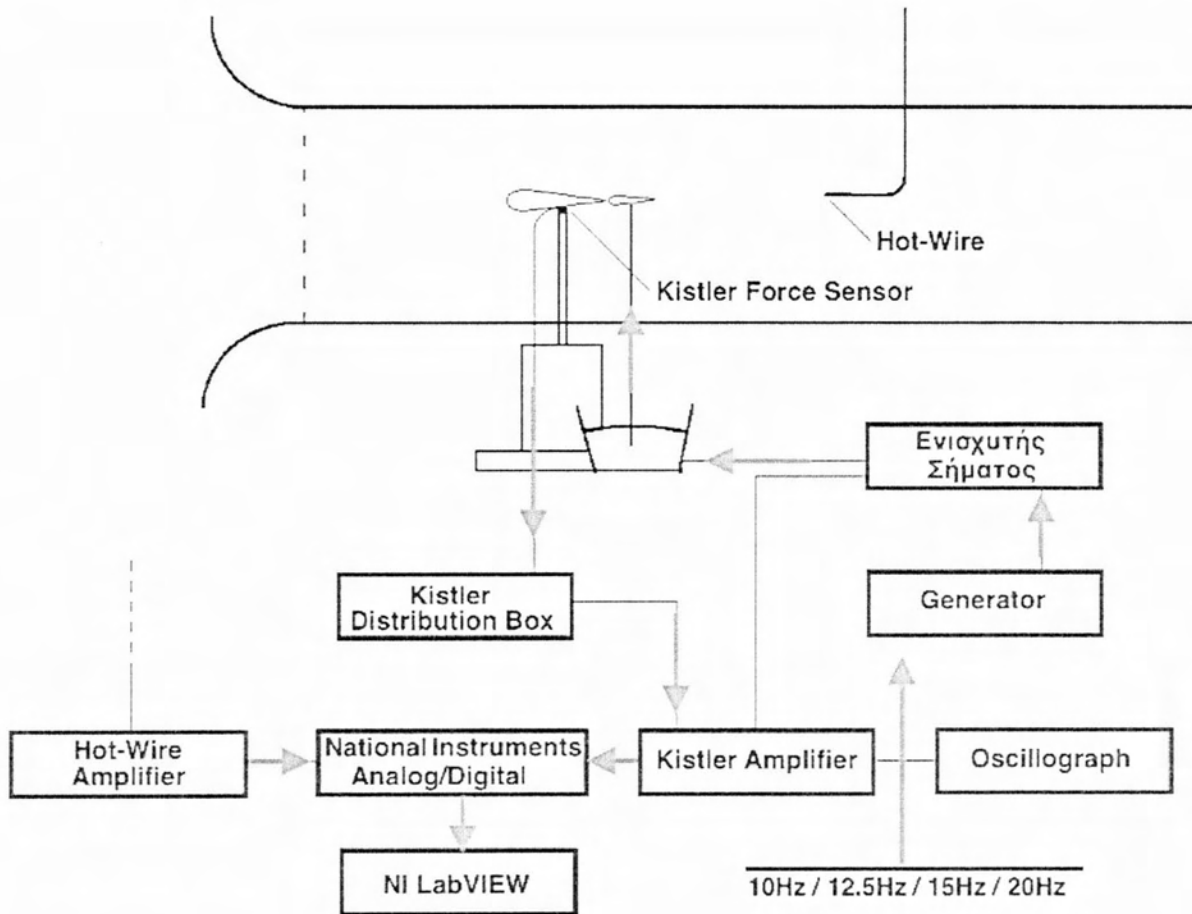 Hot-Wire
Kistler Force Sensor
Ενισχυτής
Σήματος
Kistler
Distribution Box
Generator
Hot-Wire
Amplifier
National Instruments
Analog/Digital
Kistler Amplifier
Oscillograph
NI LabVIEW
10Hz / 12.5Hz / 15Hz / 20Hz